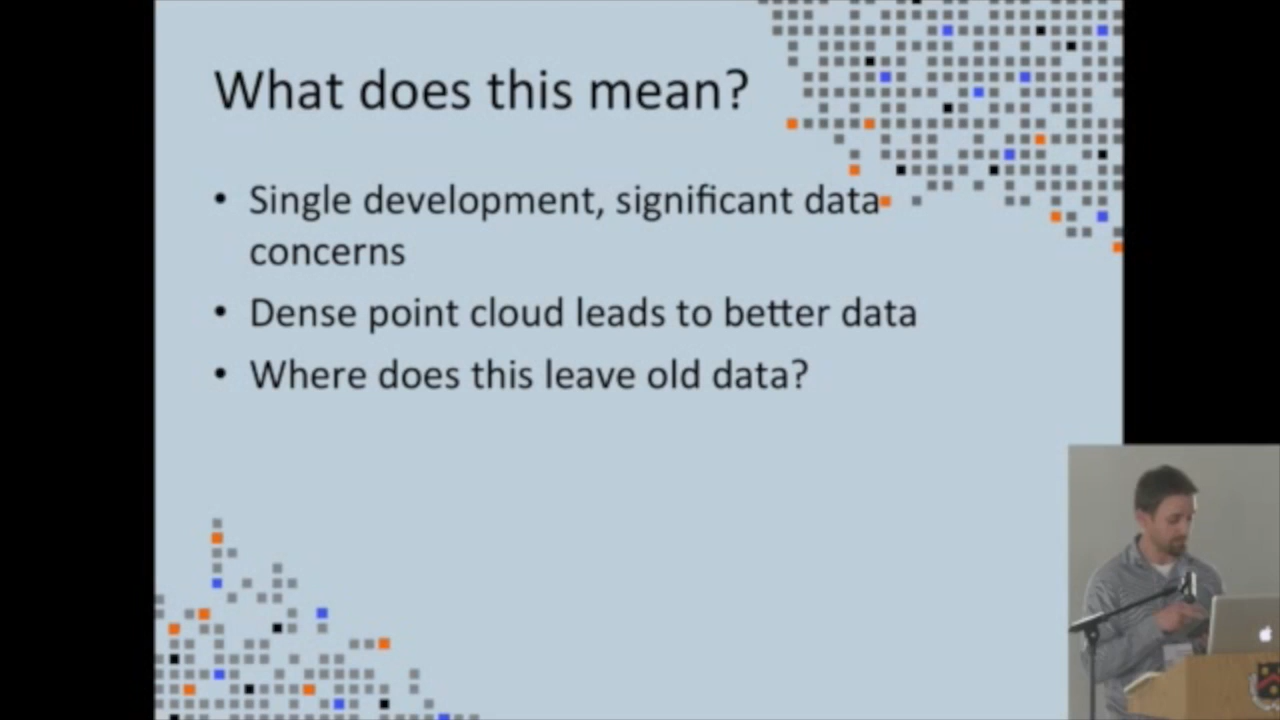 What does this mean?
• Single development, significant data
concerns
• Dense point cloud leads to better data
• Where does this leave old data?